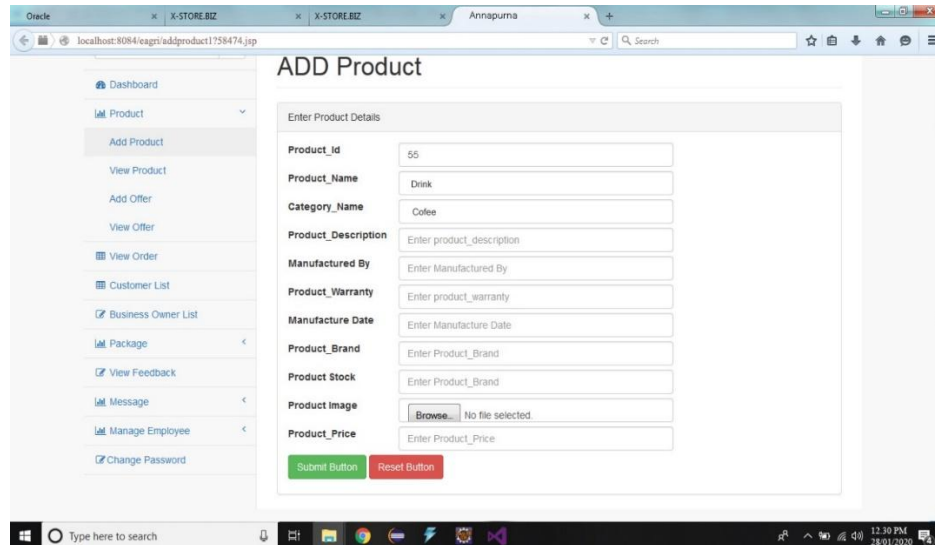 Oracle
X-STORE.BIZ
X-STORE.BIZ
Annapurna
localhost:8084/eagri/addproduct1?58474.jsp
Search
ADD Product
Dashboard
Product
Add Product
View Product
Add Offer
View Offer
View Order
Customer List
Business Owner List
Package
View Feedback
Message
Manage Employee
Change Password
Enter Product Details
Product_Id
55
Product_Name
Drink
Category_Name
Cofee
Product_Description
Enter product_description
Manufactured By
Enter Manufactured By
Product_Warranty
Enter product_warranty
Manufacture Date
Enter Manufacture Date
Product_Brand
Enter Product_Brand
Product Stock
Enter Product_Brand
Product Image
Browse... No file selected.
Product_Price
Enter Product_Price
Submit Button
Reset Button
Type here to search
12.30 PM
28/01/2020